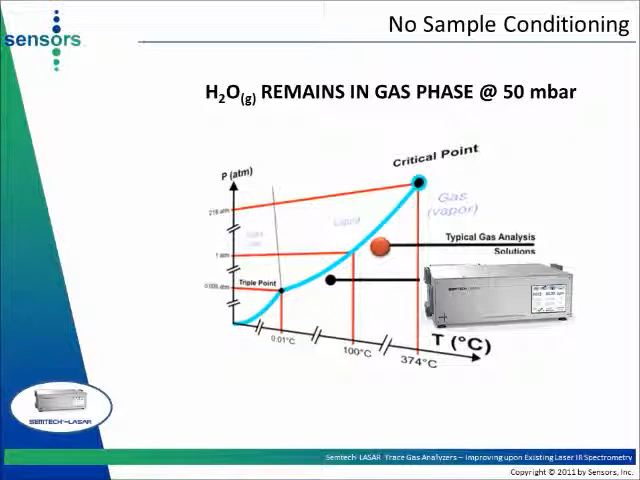 No Sample Conditioning
sensors
H2O(g) REMAINS IN GAS PHASE @ 50 mbar
P (atm)
Critical Point
Gas
(vapor)
218 atm
Liquid
Typical Gas Analysis
Solutions
1 atm
Triple Point
0.006 atm
T (°C)
0.01°C
100°C
374°C
SEMTECH-LASAR
Semtech- LASAR Trace Gas Analyzers – Improving upon Existing Laser IR Spectrometry
Copyright © 2011 by Sensors, Inc.